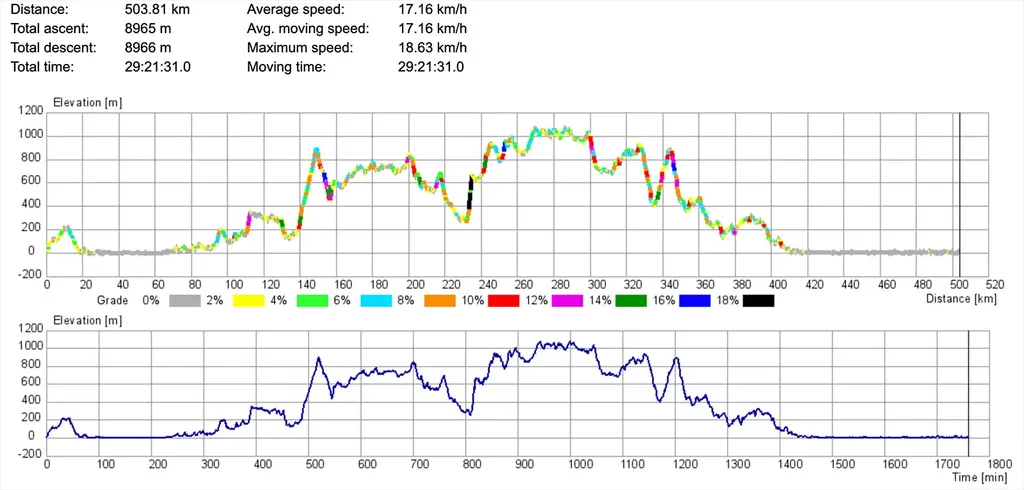 Distance: 503.81 km Average speed: 17.16 km/h
Total ascent: 8965 m Avg. moving speed: 17.16 km/h
Total descent: 8966 m Maximum speed: 18.63 km/h
Total time: 29:21:31.0 Moving time: 29:21:31.0
Elevation [m]
1200
1000
800
600
400
200
0
-200
0 20 40 60 80 100 120 140 160 180 200 220 240 260 280 300 320 340 360 380 400 420 440 460 480 500 520
Grade 0% 2% 4% 6% 8% 10% 12% 14% 16% 18% Distance [km]
Elevation [m]
1200
1000
800
600
400
200
0
-200
0 100 200 300 400 500 600 700 800 900 1000 1100 1200 1300 1400 1500 1600 1700 1800
Time [min]